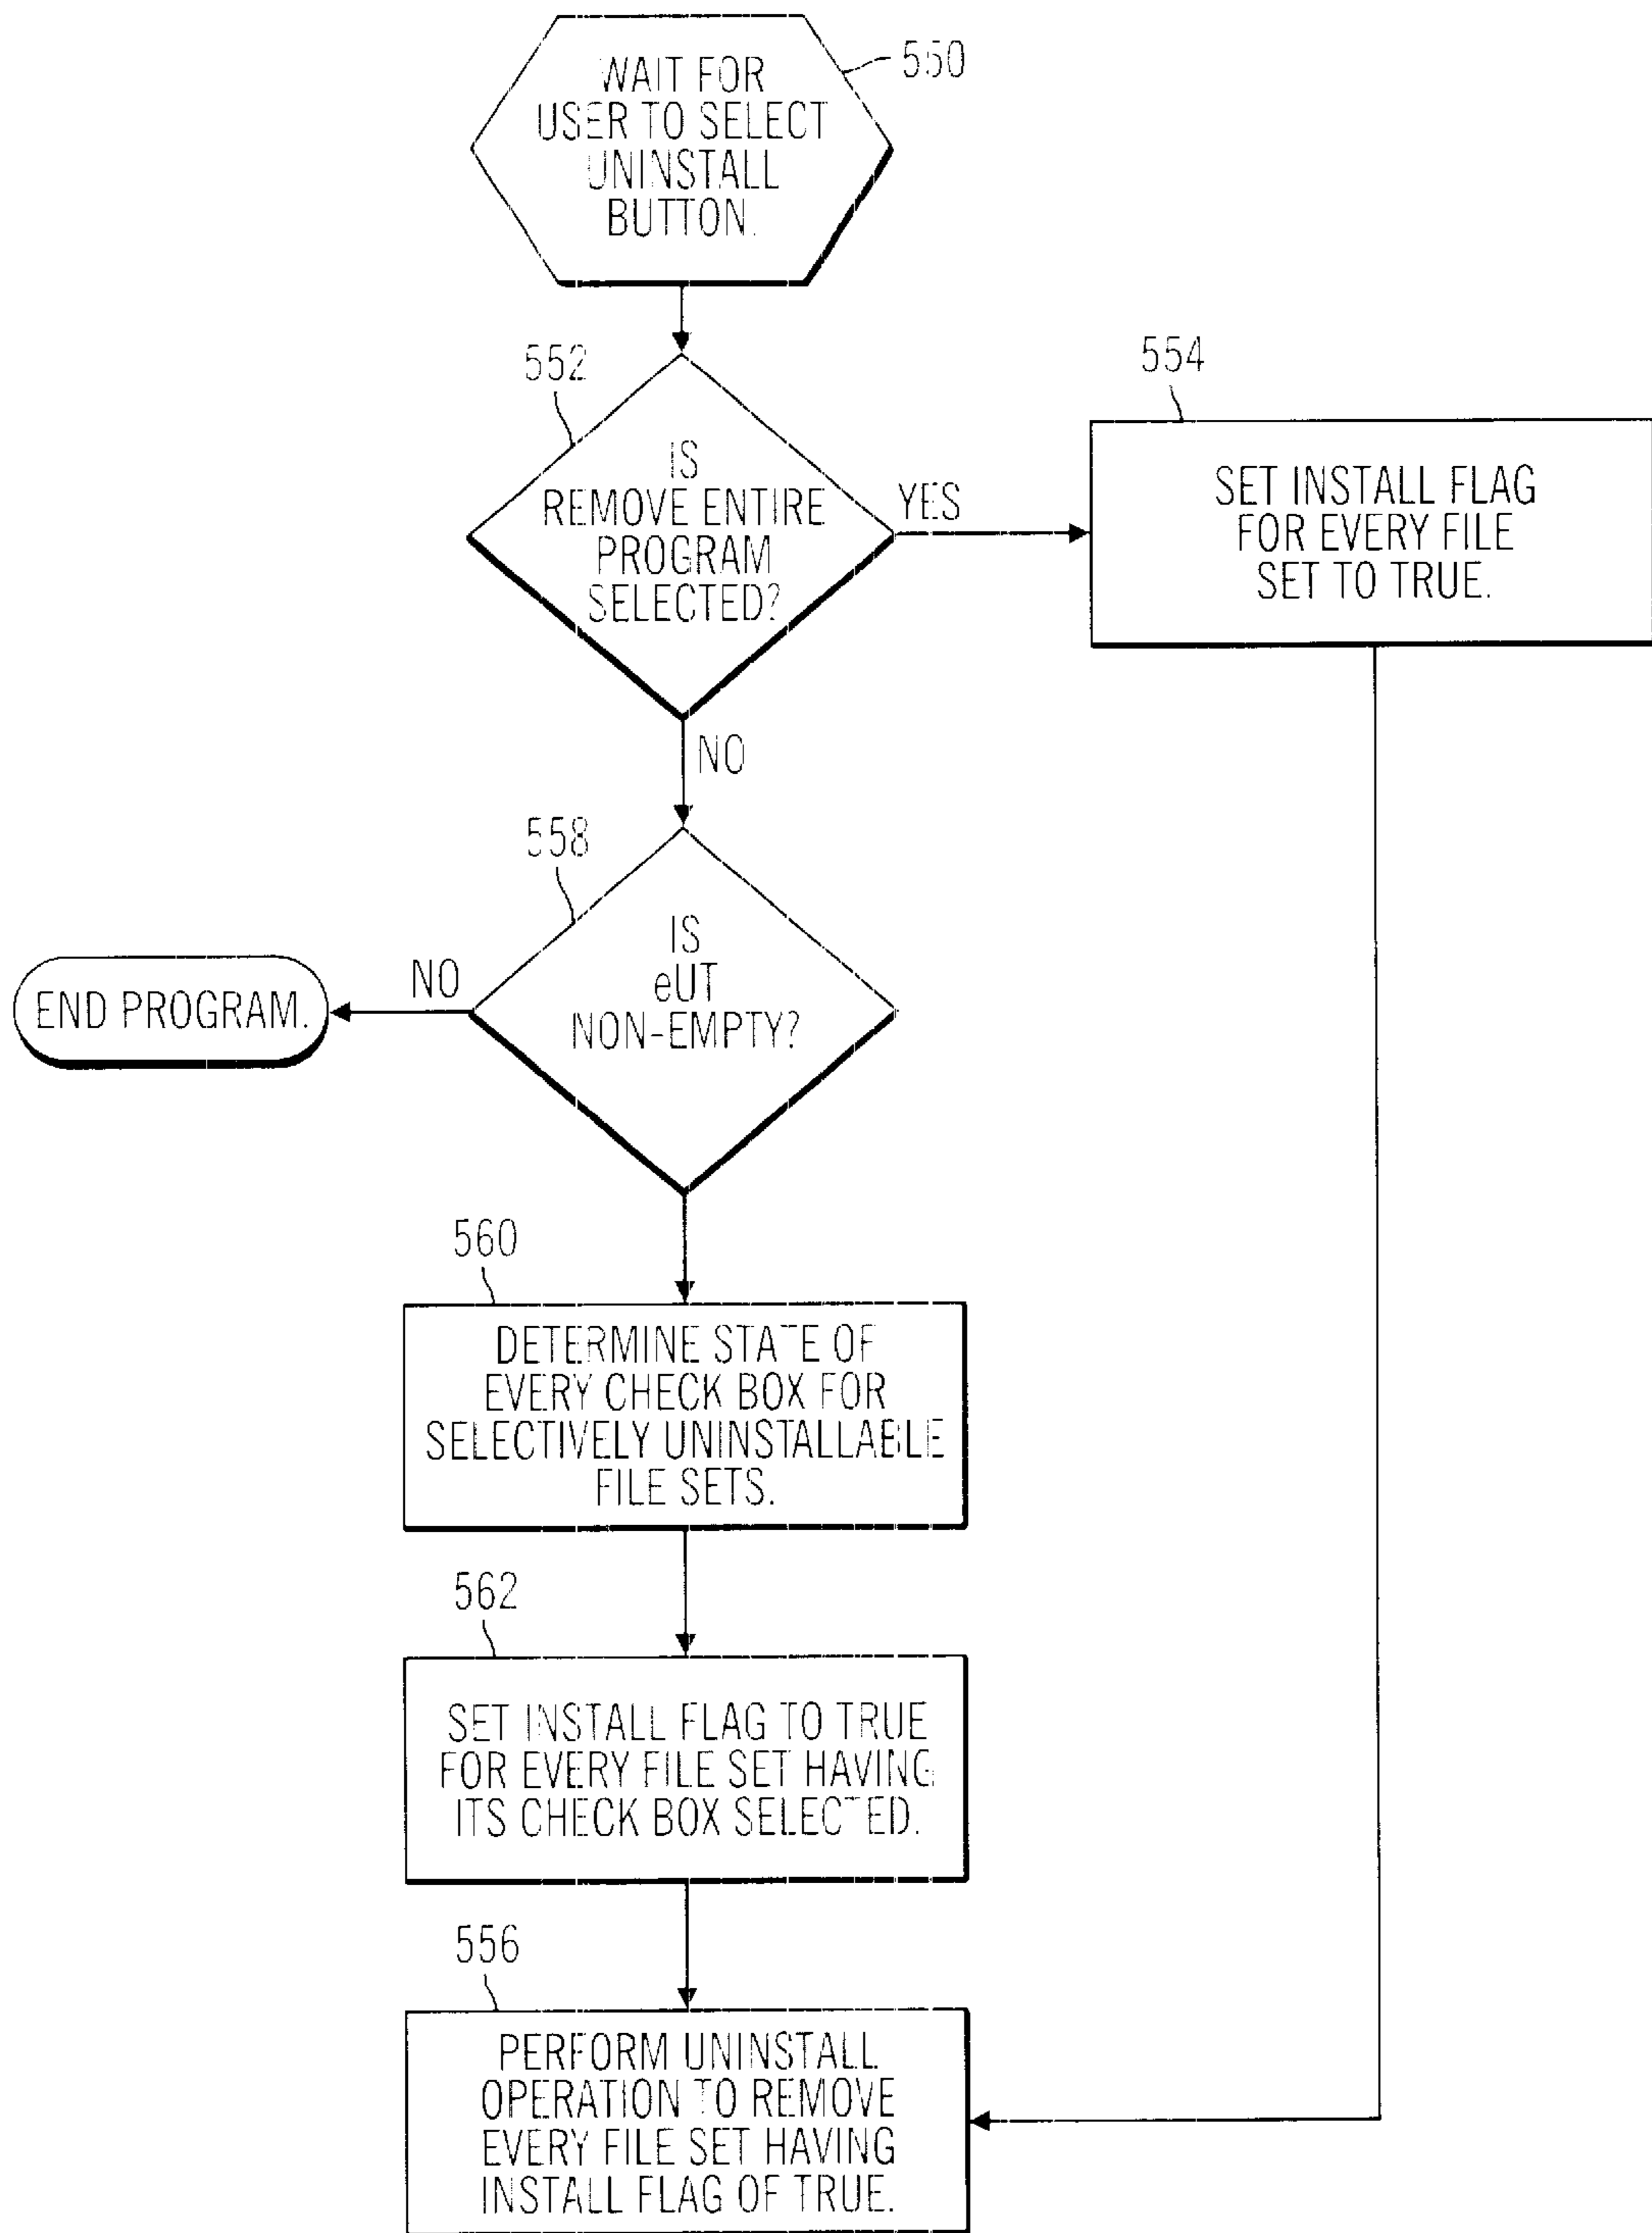 WAIT FOR
USER TO SELECT
UNINSTALL
BUTTON.
550
552
IS
REMOVE ENTIRE
PROGRAM
SELECTED?
YES
554
SET INSTALL FLAG
FOR EVERY FILE
SET TO TRUE.
NO
558
IS
eUT
NON-EMPTY?
NO
END PROGRAM.
560
DETERMINE STATE OF
EVERY CHECK BOX FOR
SELECTIVELY UNINSTALLABLE
FILE SETS.
562
SET INSTALL FLAG TO TRUE
FOR EVERY FILE SET HAVING
ITS CHECK BOX SELECTED.
556
PERFORM UNINSTALL
OPERATION TO REMOVE
EVERY FILE SET HAVING
INSTALL FLAG OF TRUE.